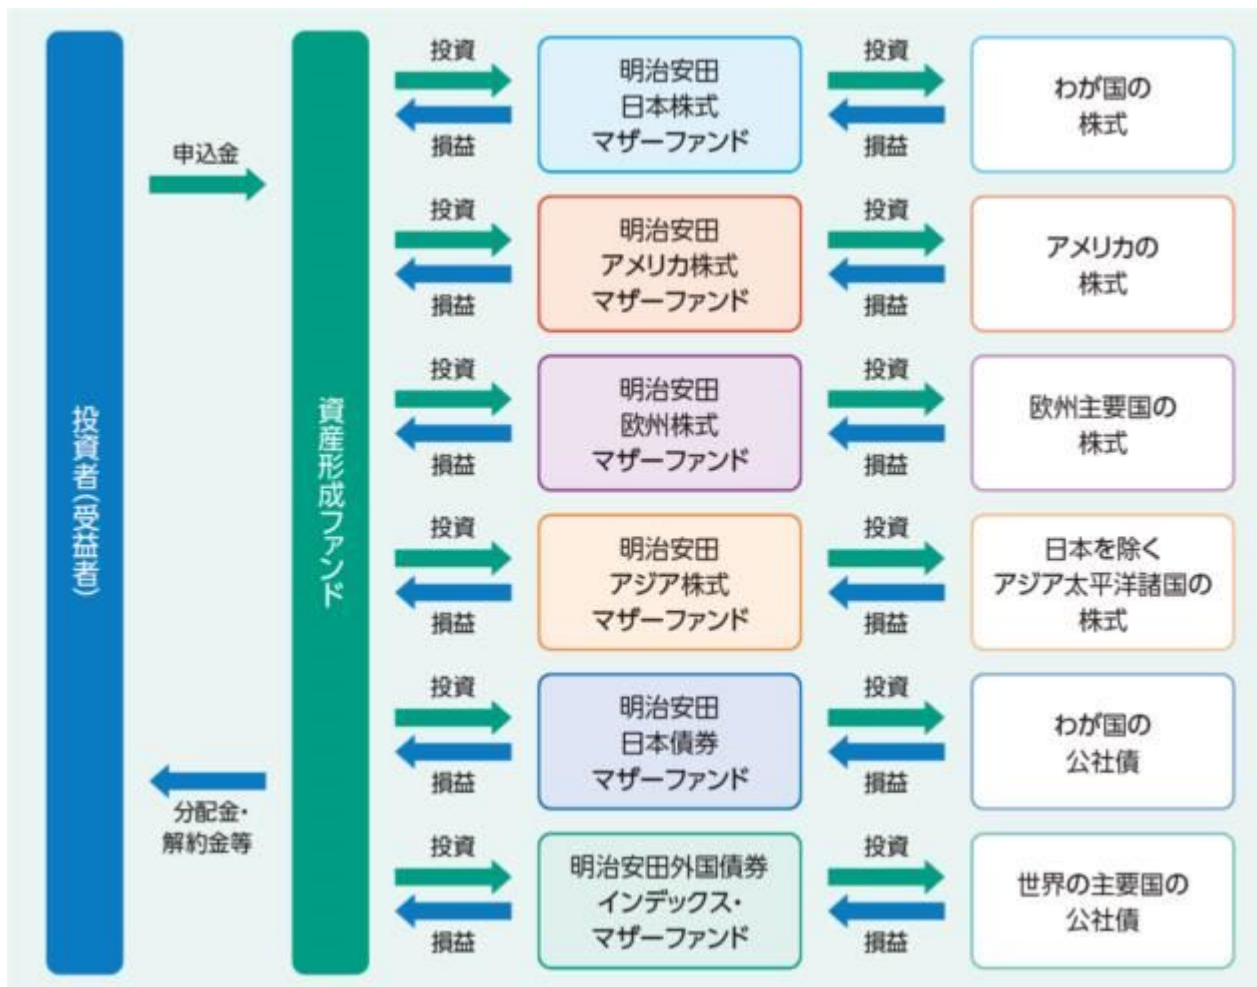 投資者(受益者)
申込金
分配金・
解約金等
資産形成ファンド
投資
損益
明治安田
日本株式
マザーファンド
投資
損益
わが国の
株式
投資
損益
明治安田
アメリカ株式
マザーファンド
投資
損益
アメリカの
株式
投資
損益
明治安田
欧州株式
マザーファンド
投資
損益
欧州主要国の
株式
投資
損益
明治安田
アジア株式
マザーファンド
投資
損益
日本を除く
アジア太平洋諸国の
株式
投資
損益
明治安田
日本債券
マザーファンド
投資
損益
わが国の
公社債
投資
損益
明治安田外国債券
インデックス・
マザーファンド
投資
損益
世界の主要国の
公社債